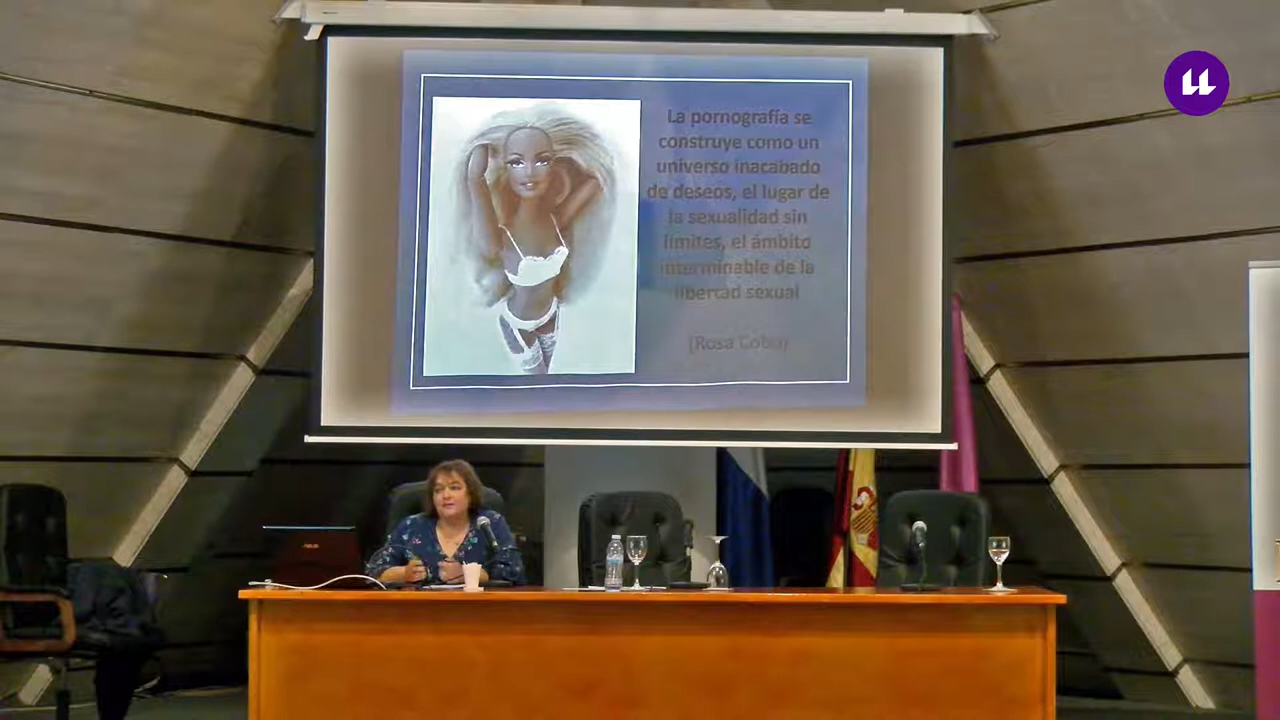 La pornografía se
construye como un
universo inacabado
de deseos, el lugar de
la sexualidad sin
límites, el ámbito
interminable de la
libertad sexual
(Rosa Cobo)
ASUS